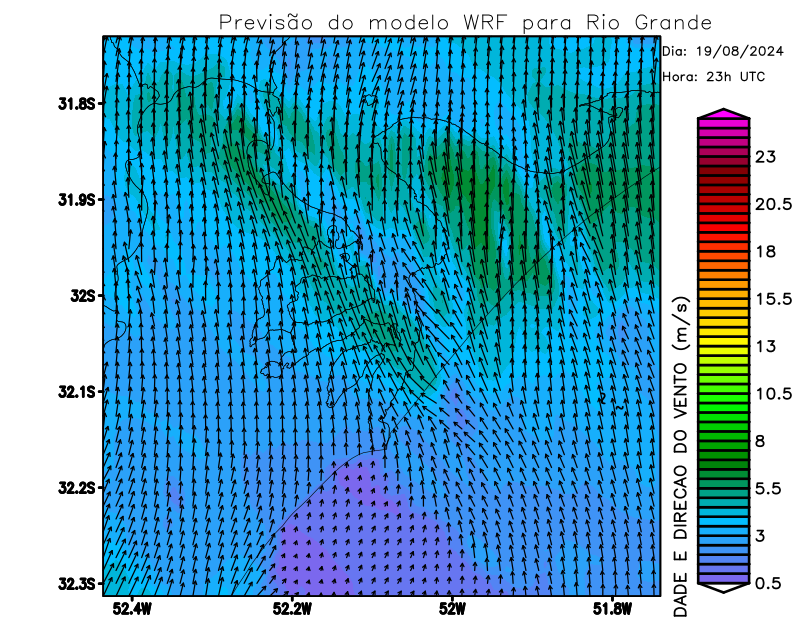 Previsão do modelo WRF para Rio Grande
Dia: 19/08/2024
Hora: 23h UTC
31.8S
31.9S
32S
32.1S
32.2S
32.3S
52.4W
52.2W
52W
51.8W
DADE E DIRECAO DO VENTO (m/s)
23
20.5
18
15.5
13
10.5
8
5.5
3
0.5